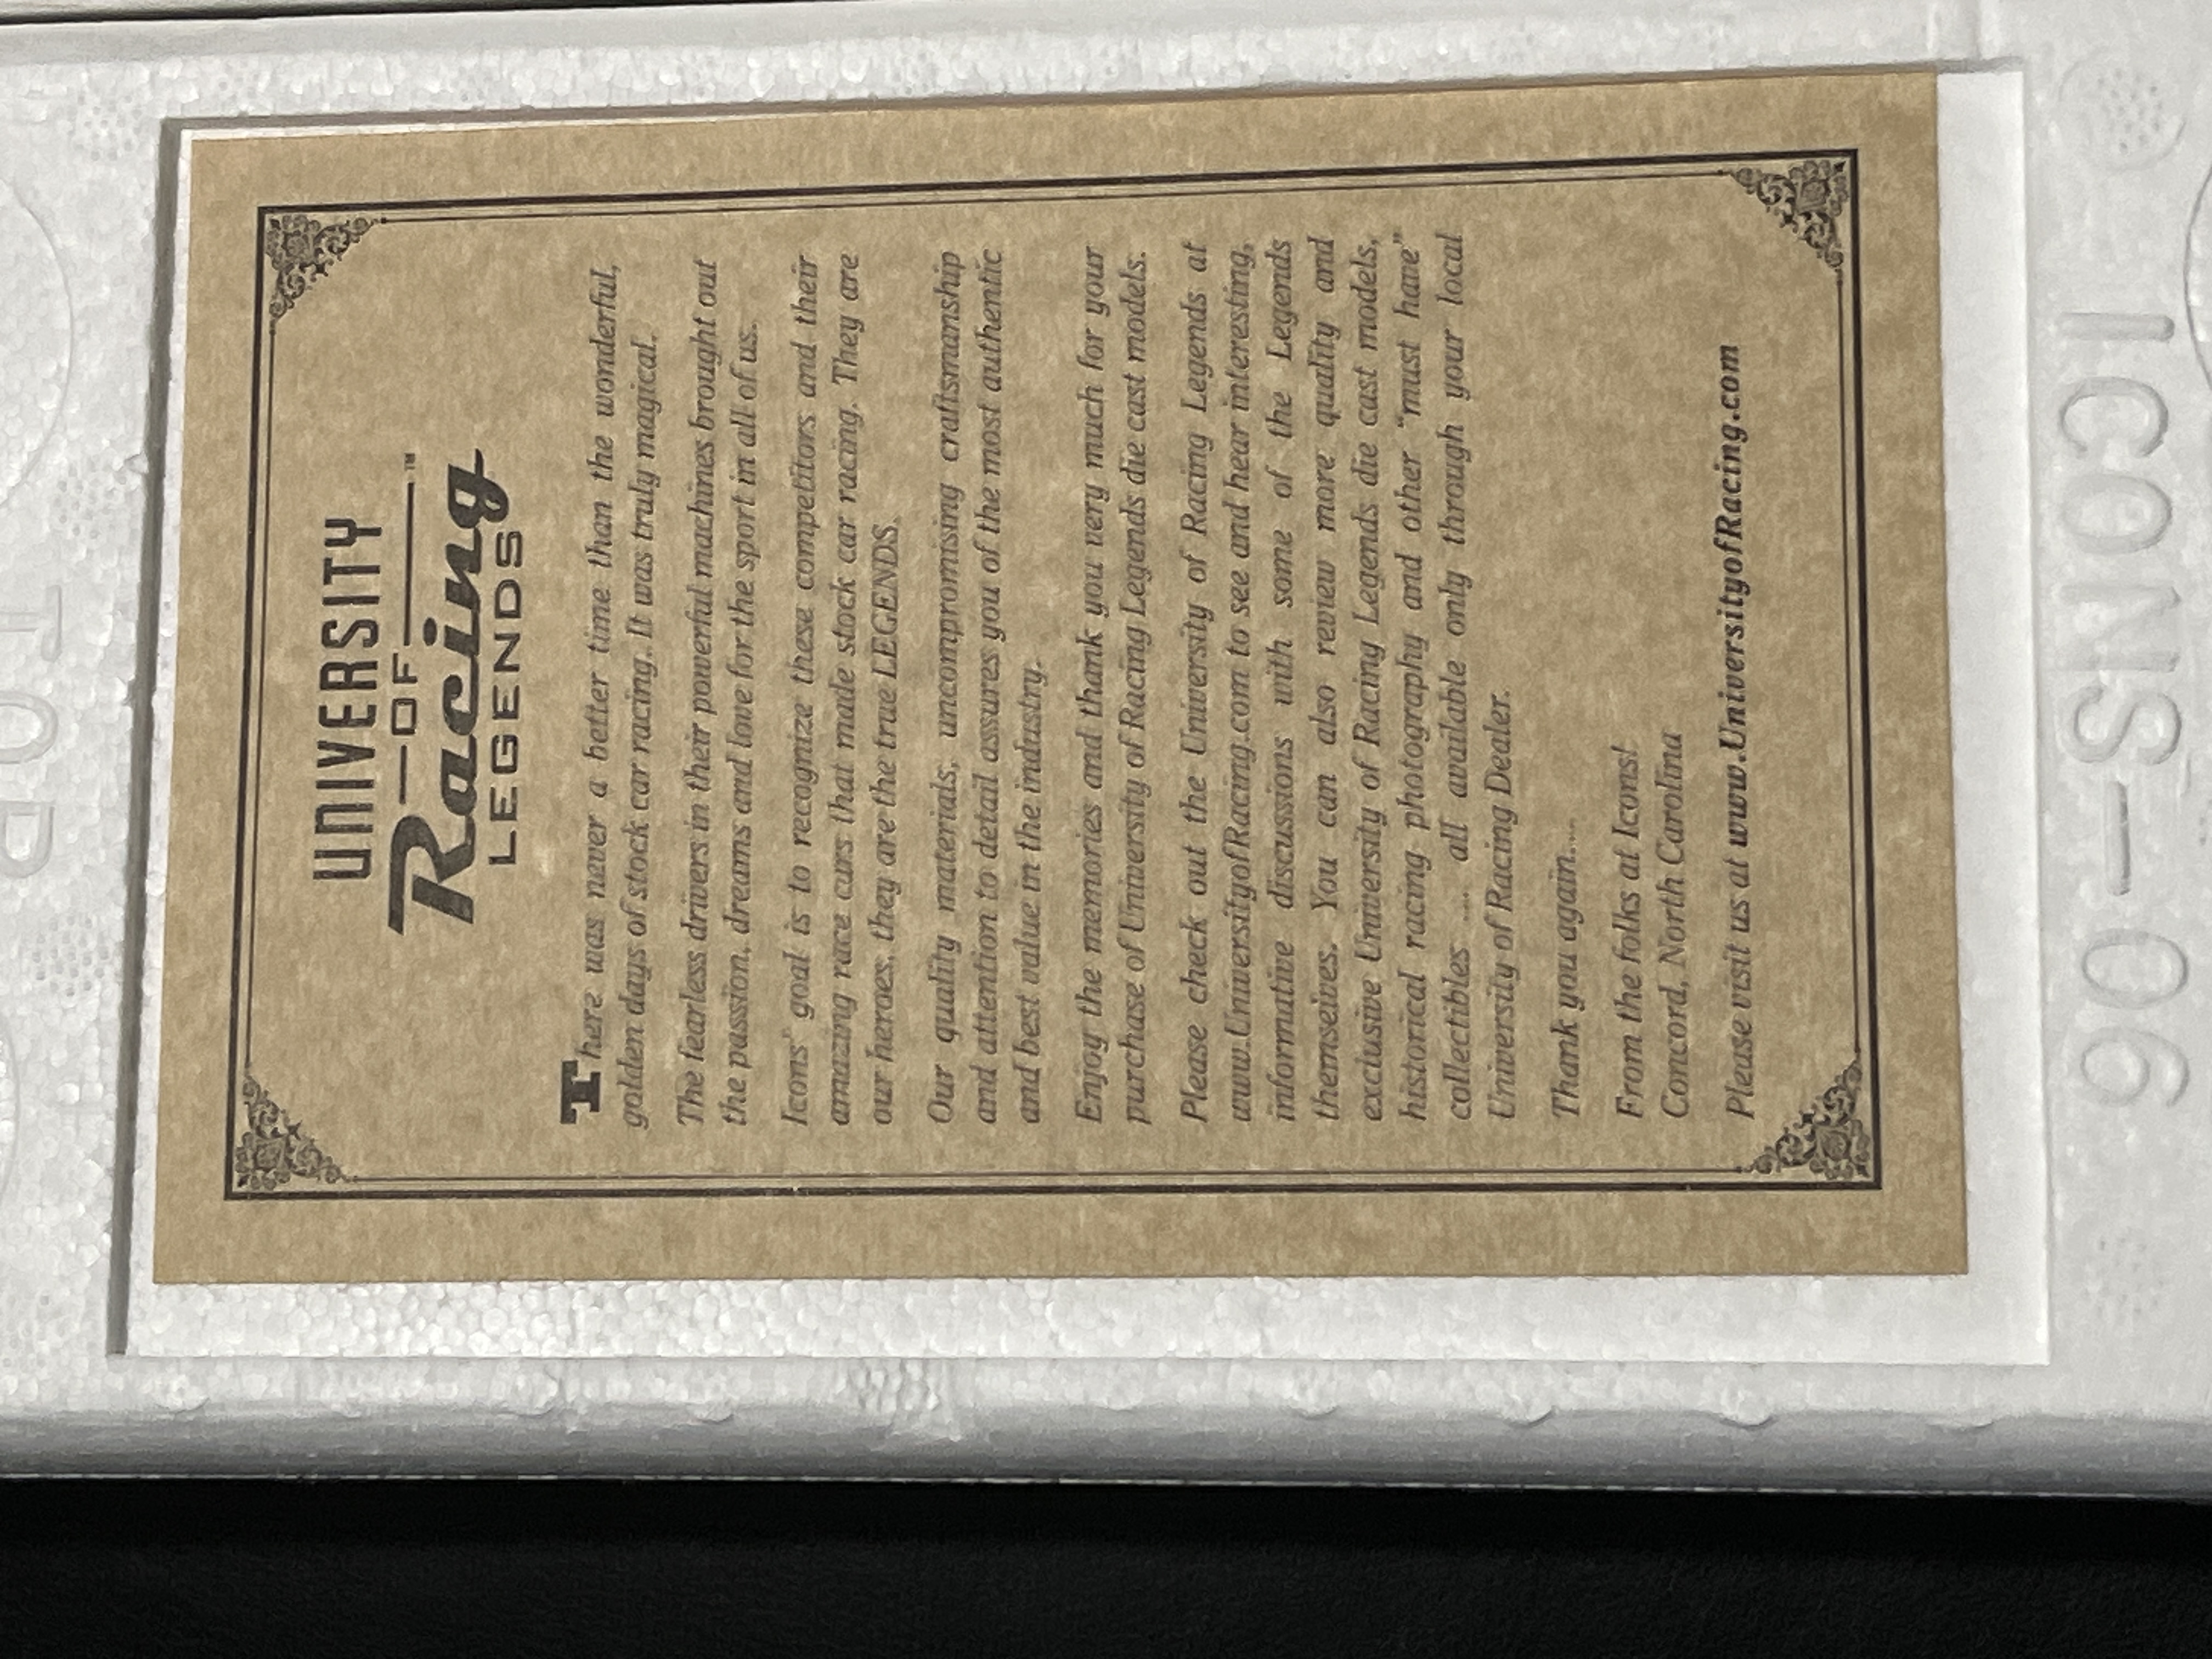 UNIVERSITY
OF
Racing™
LEGENDS
There was never a better time than the wonderful,
golden days of stock car racing. It was truly magical.
The fearless drivers in their powerful machines brought out
the passion, dreams and love for the sport in all of us.
Icons' goal is to recognize these competitors and their
amazing race cars that made stock car racing. They are
our heroes, they are the true LEGENDS.
Our quality materials, uncompromising craftsmanship
and attention to detail assures you of the most authentic
and best value in the industry.
Enjoy the memories and thank you very much for your
purchase of University of Racing Legends die cast models.
Please check out the University of Racing Legends at
www.UniversityofRacing.com to see and hear interesting,
informative discussions with some of the Legends
themselves. You can also review more quality and
exclusive University of Racing Legends die cast models,
historical racing photography and other “must have”
collectibles .... all available only through your local
University of Racing Dealer.
Thank you again....
From the folks at Icons!
Concord, North Carolina
Please visit us at www.UniversityofRacing.com
ICONS-06
TOP